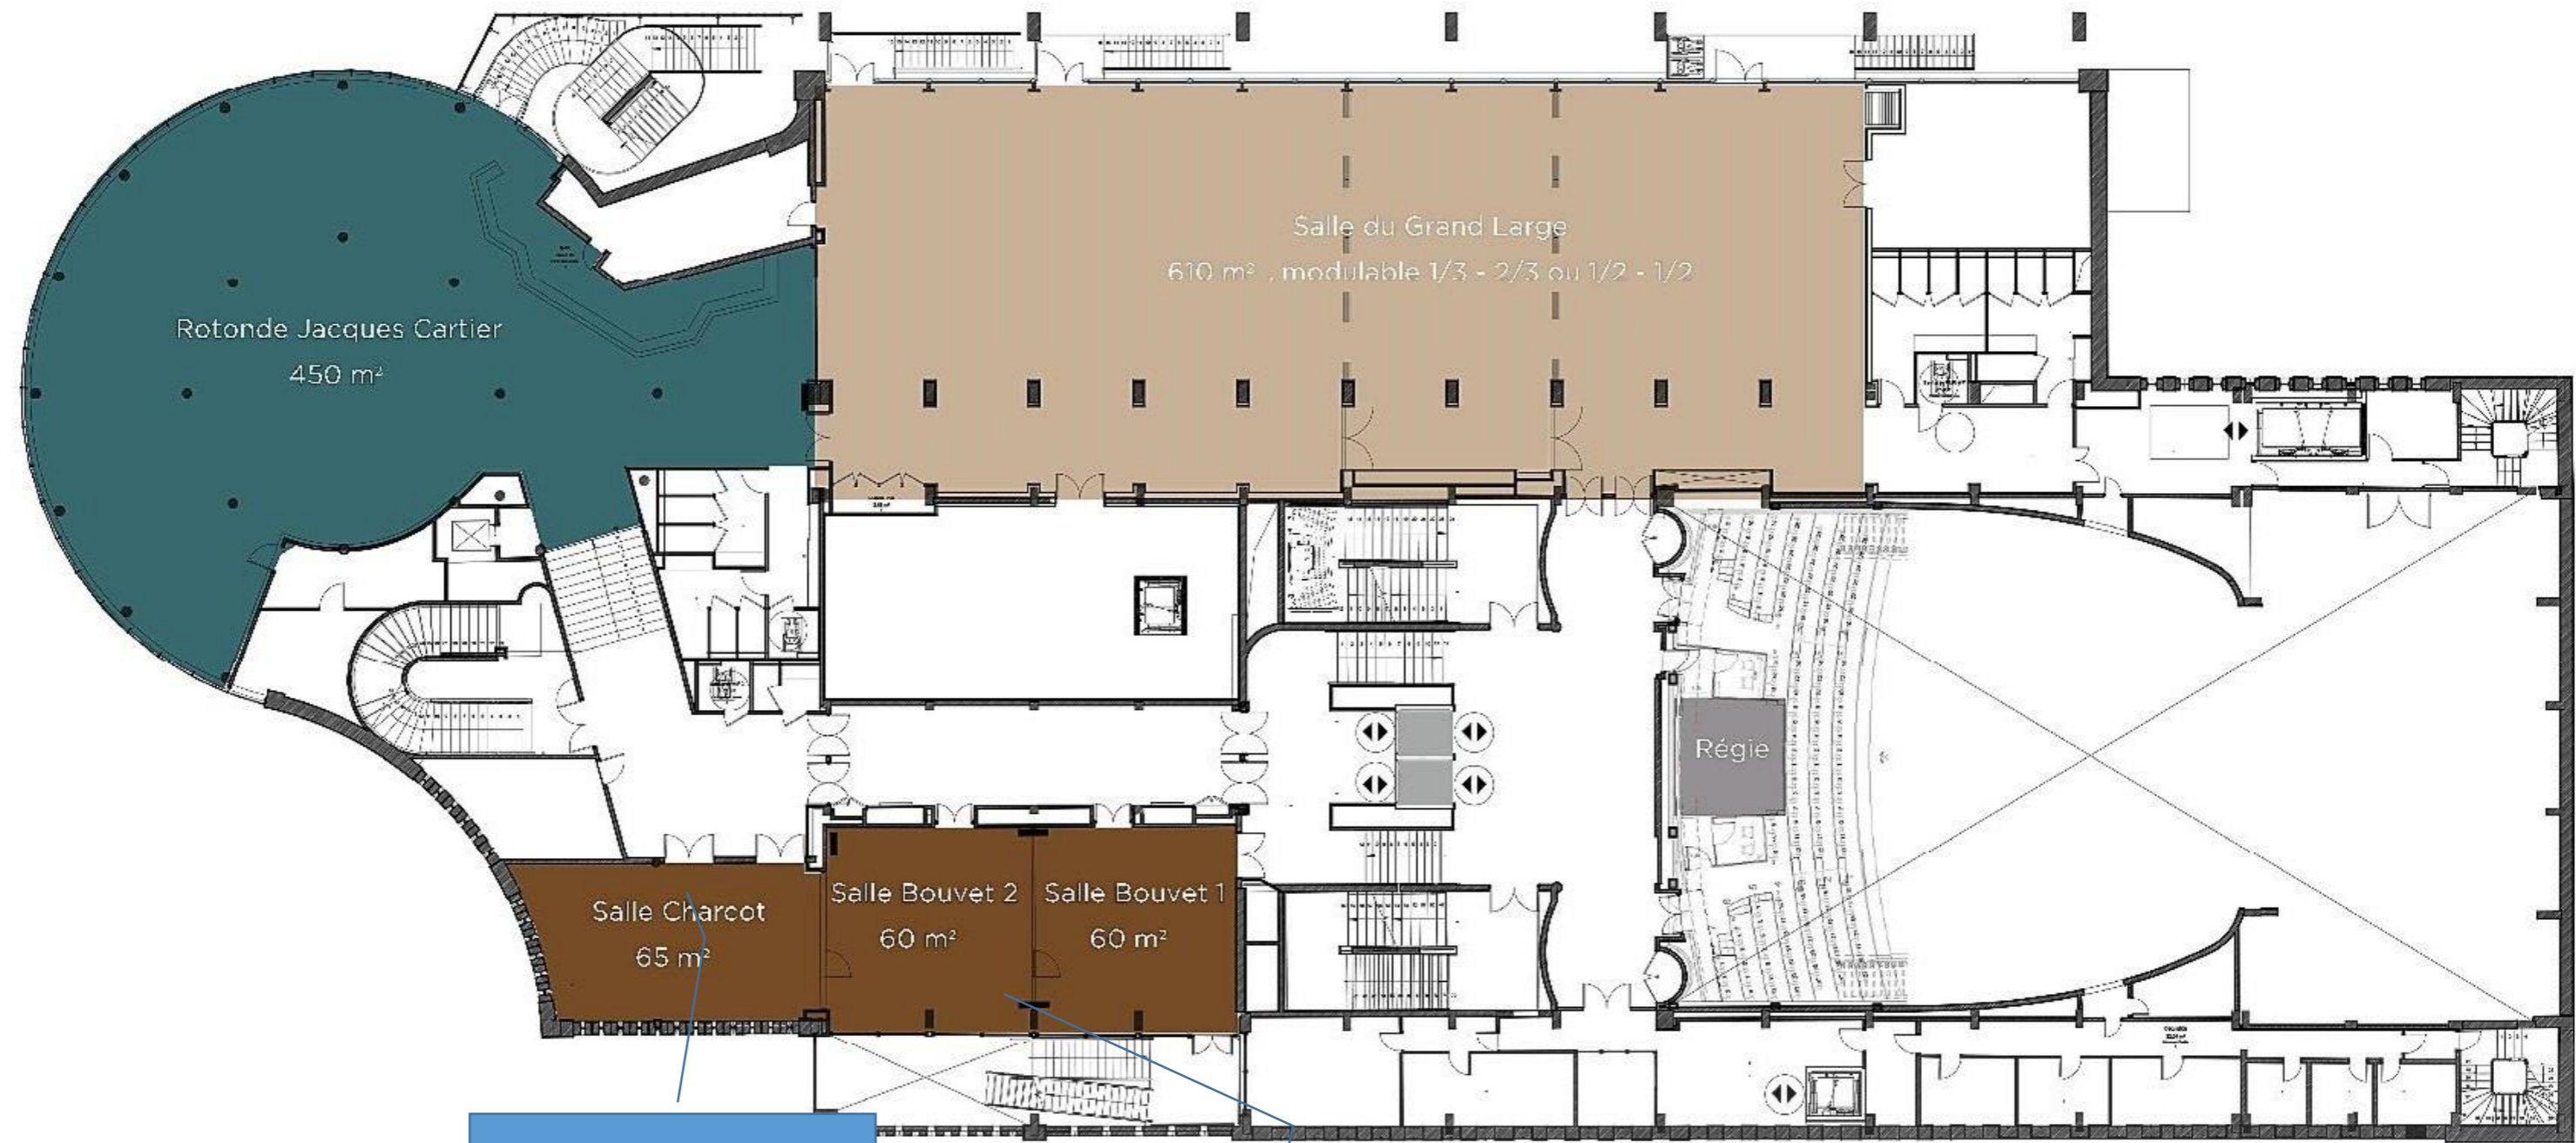 Salle du Grand Large
610 m² , modulable 1/3 - 2/3 ou 1/2 - 1/2
Rotonde Jacques Cartier
450 m²
Régie
Salle Charcot
65 m²
Salle Bouvet 2
60 m²
Salle Bouvet 1
60 m²